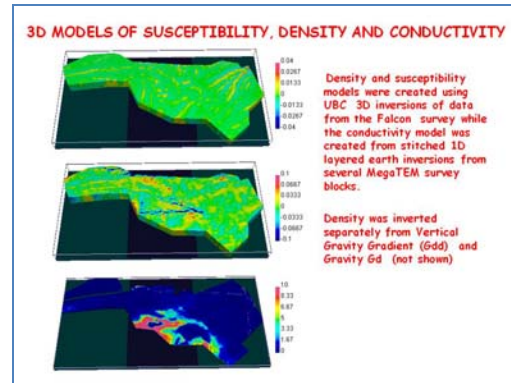 3D MODELS OF SUSCEPTIBILITY, DENSITY AND CONDUCTIVITY
0.04
0.0267
0.0133
0
-0.0133
-0.0267
-0.04
Density and susceptibility
models were created using
UBC 3D inversions of data
from the Falcon survey while
the conductivity model was
created from stitched 1D
layered earth inversions from
several MegaTEM survey
blocks.
0.1
0.0667
0.0333
0
-0.0333
-0.0667
-0.1
Density was inverted
separately from Vertical
Gravity Gradient (Gdd) and
Gravity Gd (not shown)
10
8.33
6.67
5
3.33
1.67
0